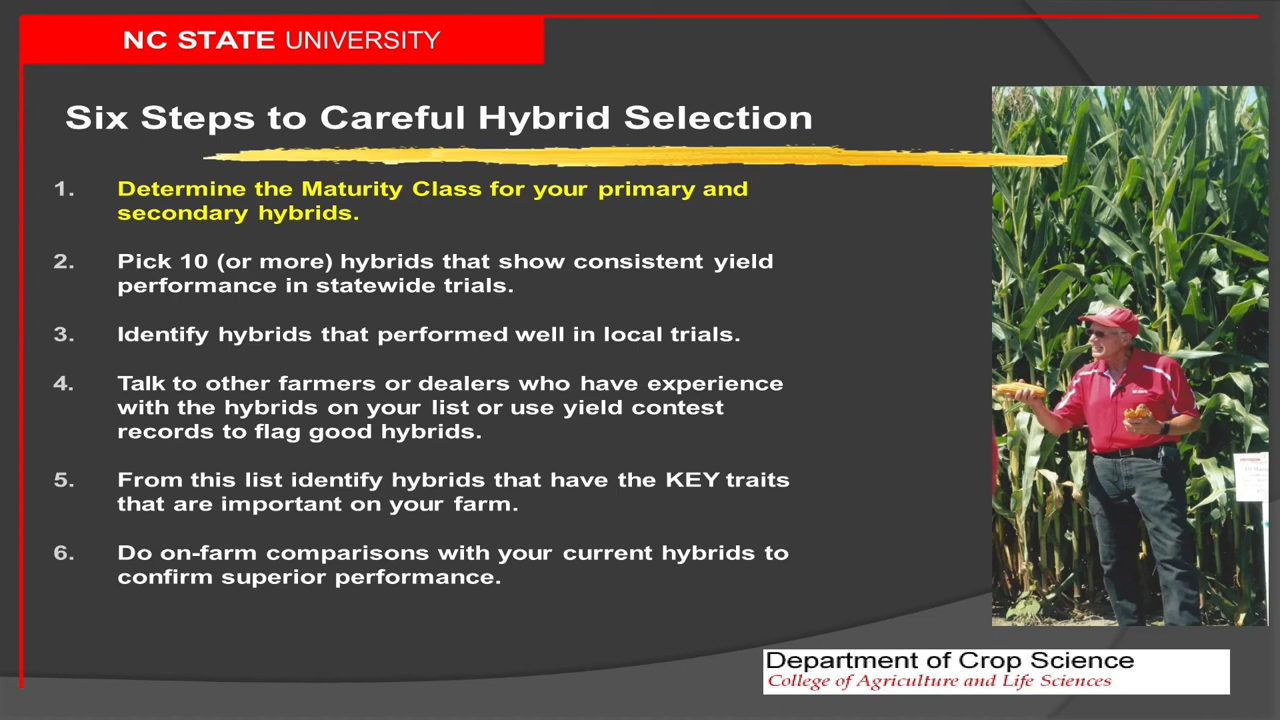 NC STATE UNIVERSITY
Six Steps to Careful Hybrid Selection
1. Determine the Maturity Class for your primary and
secondary hybrids.
2. Pick 10 (or more) hybrids that show consistent yield
performance in statewide trials.
3. Identify hybrids that performed well in local trials.
4. Talk to other farmers or dealers who have experience
with the hybrids on your list or use yield contest
records to flag good hybrids.
5. From this list identify hybrids that have the KEY traits
that are important on your farm.
6. Do on-farm comparisons with your current hybrids to
confirm superior performance.
Department of Crop Science
College of Agriculture and Life Sciences